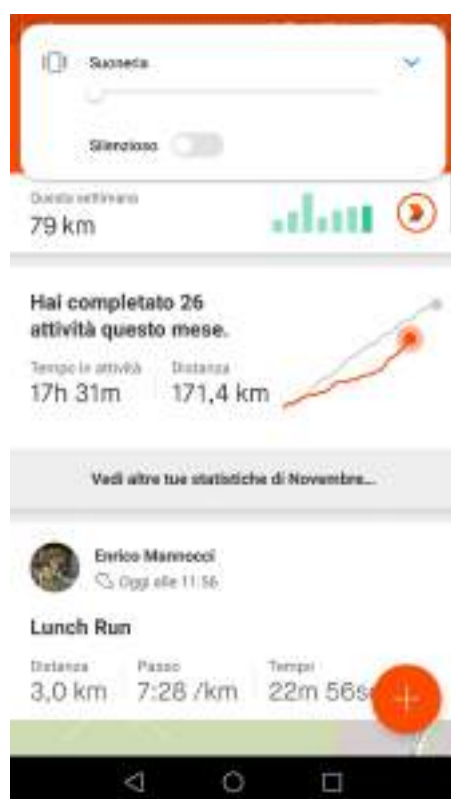 Suoneria
Silenzioso
Questa settimana
79 km
Hai completato 26
attività questo mese.
Tempo in attività Distanza
17h 31m 171,4 km
Vedi altre tue statistiche di Novembre...
Enrico Mannocci
Oggi alle 11:56
Lunch Run
Distanza Passo Tempo
3,0 km 7:28 /km 22m 56s